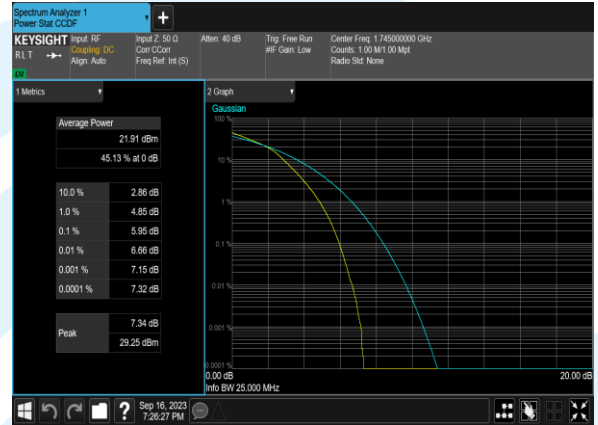 Spectrum Analyzer 1
Power Stat CCDF
+
KEYSIGHT
RLT
Input: RF
Coupling: DC
Align: Auto
Input Z: 50 Ω
Corr CCorr
Freq Ref: Int (S)
Atten: 40 dB
Trig: Free Run
#IF Gain: Low
Center Freq: 1.745000000 GHz
Counts: 1.00 M/1.00 Mpt
Radio Std: None
1 Metrics
Average Power
21.91 dBm
45.13 % at 0 dB
10.0 % 2.86 dB
1.0 % 4.85 dB
0.1 % 5.95 dB
0.01 % 6.66 dB
0.001 % 7.15 dB
0.0001 % 7.32 dB
Peak
7.34 dB
29.25 dBm
2 Graph
Gaussian
100 %
10 %
1 %
0.1 %
0.01 %
0.001 %
0.0001 %
0.00 dB 20.00 dB
Info BW 25.000 MHz
?
Sep 16, 2023
7:26:27 PM